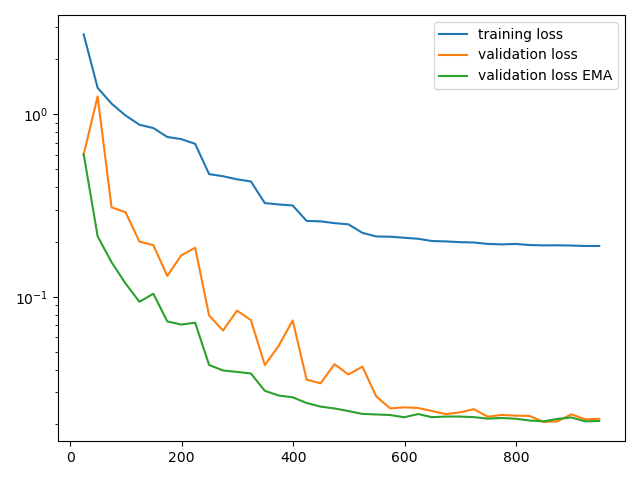 training loss
validation loss
validation loss EMA
10⁰
10⁻¹
0 200 400 600 800